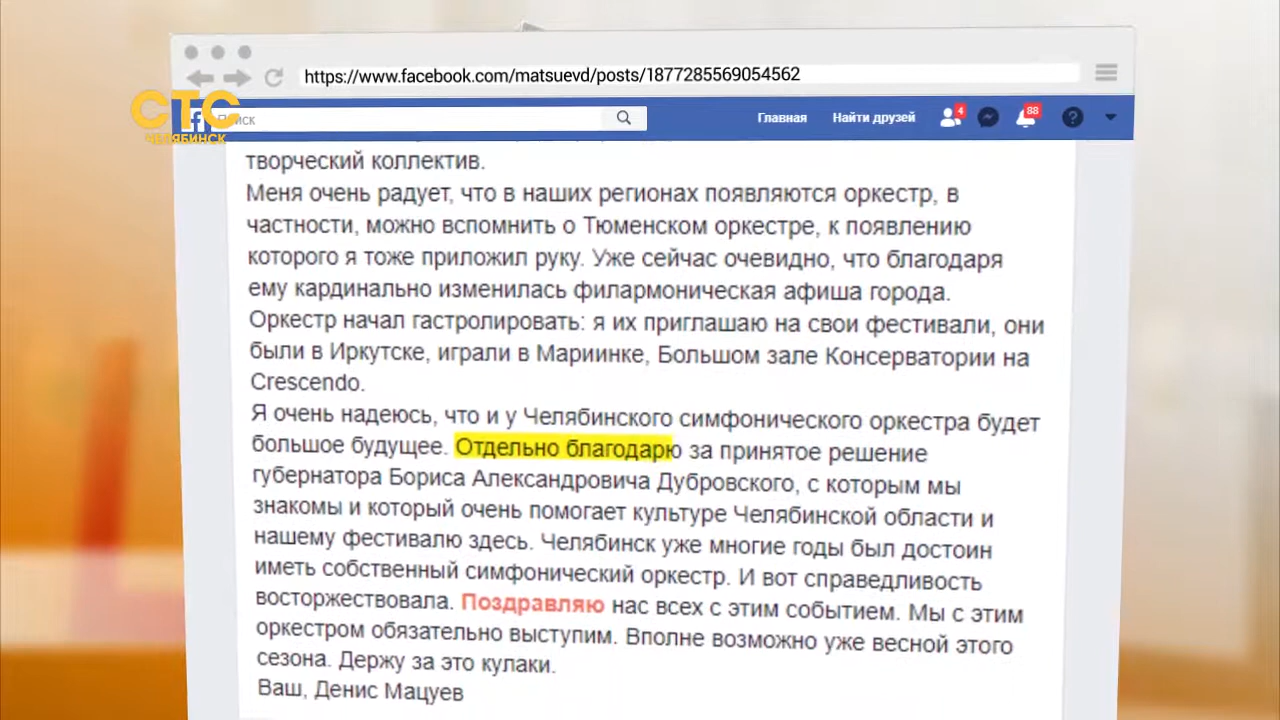 https://www.facebook.com/matsuevd/posts/1877285569054562
СТС
ЧЕЛЯБИНСК
Поиск
Главная
Найти друзей
4
88
?
творческий коллектив.
Меня очень радует, что в наших регионах появляются оркестр, в
частности, можно вспомнить о Тюменском оркестре, к появлению
которого я тоже приложил руку. Уже сейчас очевидно, что благодаря
ему кардинально изменилась филармоническая афиша города.
Оркестр начал гастролировать: я их приглашаю на свои фестивали, они
были в Иркутске, играли в Мариинке, Большом зале Консерватории на
Crescendo.
Я очень надеюсь, что и у Челябинского симфонического оркестра будет
большое будущее. Отдельно благодарю за принятое решение
губернатора Бориса Александровича Дубровского, с которым мы
знакомы и который очень помогает культуре Челябинской области и
нашему фестивалю здесь. Челябинск уже многие годы был достоин
иметь собственный симфонический оркестр. И вот справедливость
восторжествовала. Поздравляю нас всех с этим событием. Мы с этим
оркестром обязательно выступим. Вполне возможно уже весной этого
сезона. Держу за это кулаки.
Ваш, Денис Мацуев